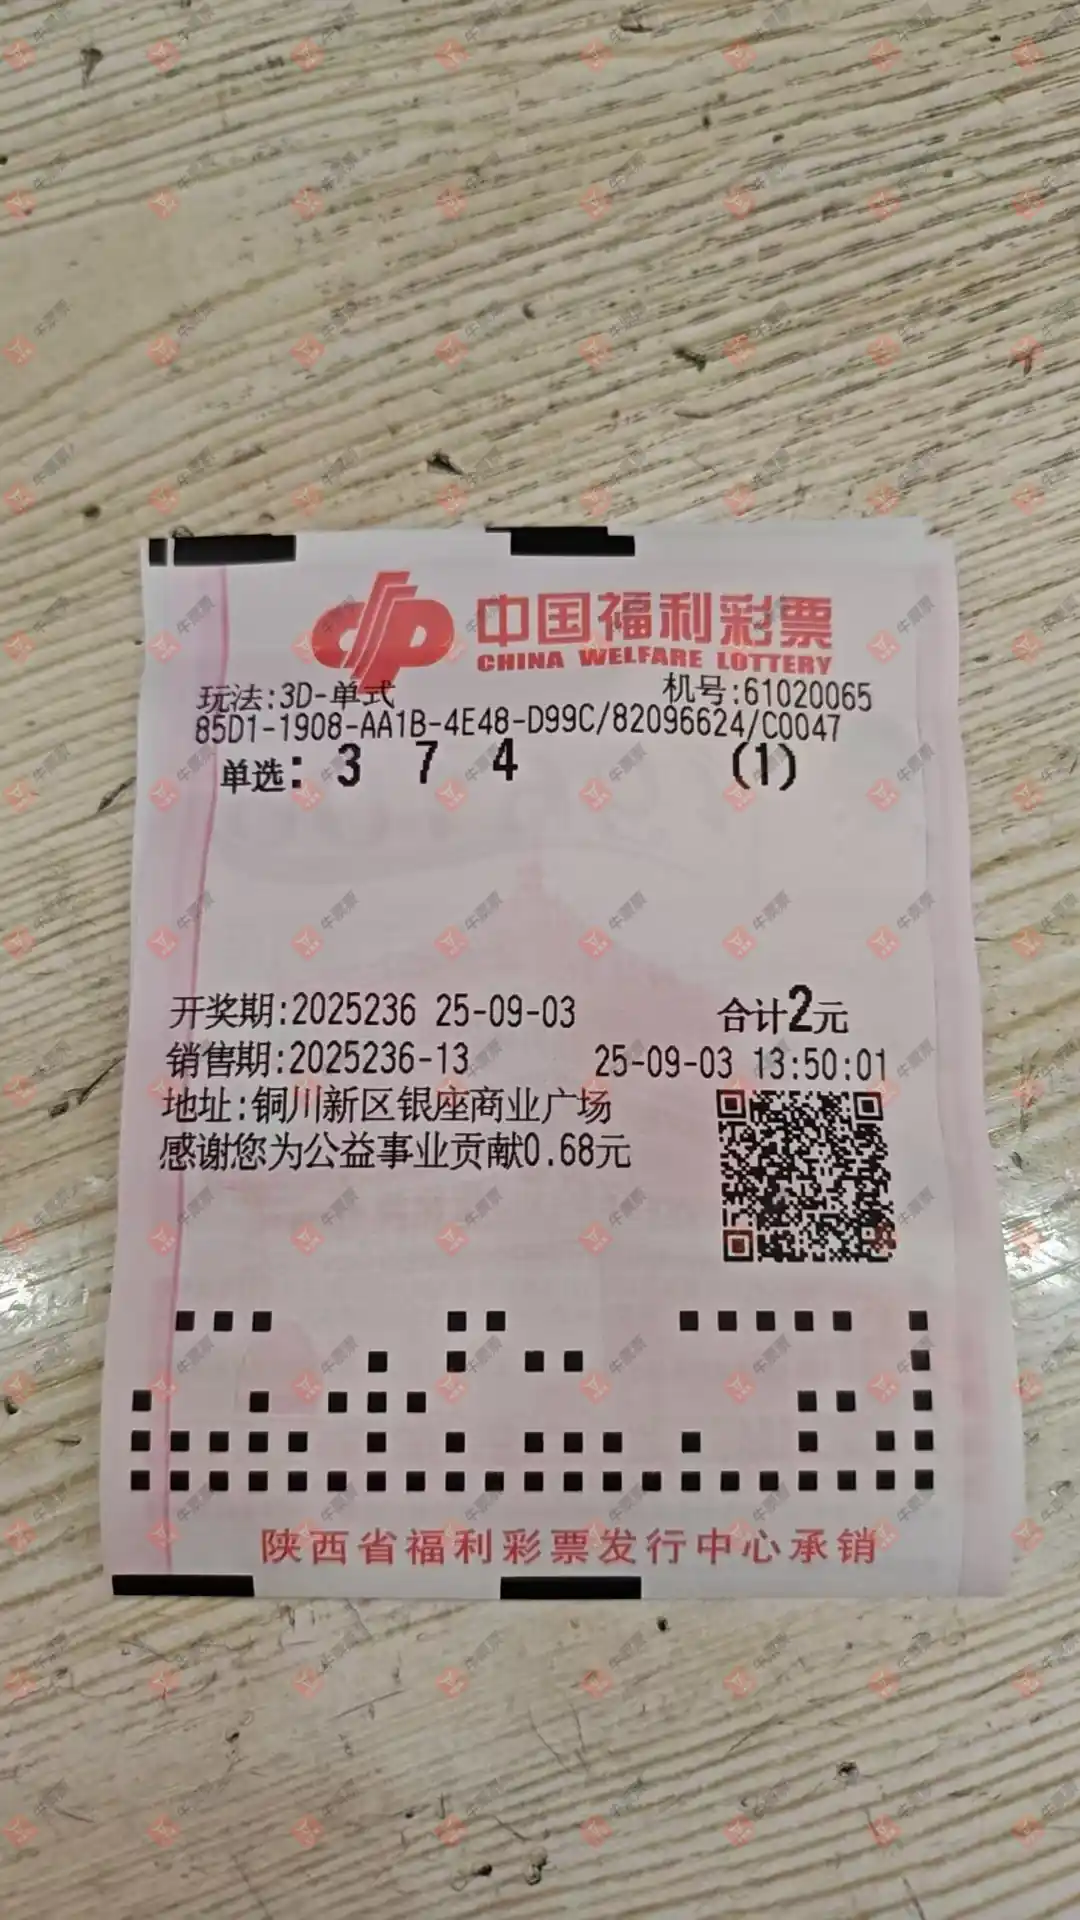 中国福利彩票
CHINA WELFARE LOTTERY
玩法:3D-单式 机号:61020065
85D1-1908-AA1B-4E48-D99C/82096624/C0047
单选: 3 7 4 (1)
开奖期:2025236 25-09-03 合计2元
销售期:2025236-13 25-09-03 13:50:01
地址:铜川新区银座商业广场
感谢您为公益事业贡献0.68元
陕西省福利彩票发行中心承销
牛票票